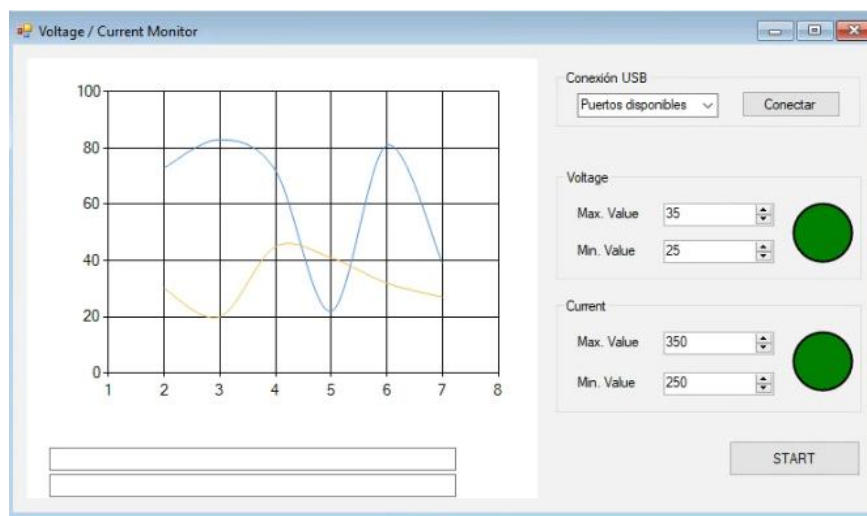 Voltage / Current Monitor
100
80
60
40
20
0
1 2 3 4 5 6 7 8
Conexión USB
Puertos disponibles Conectar
Voltage
Max. Value 35
Min. Value 25
Current
Max. Value 350
Min. Value 250
START